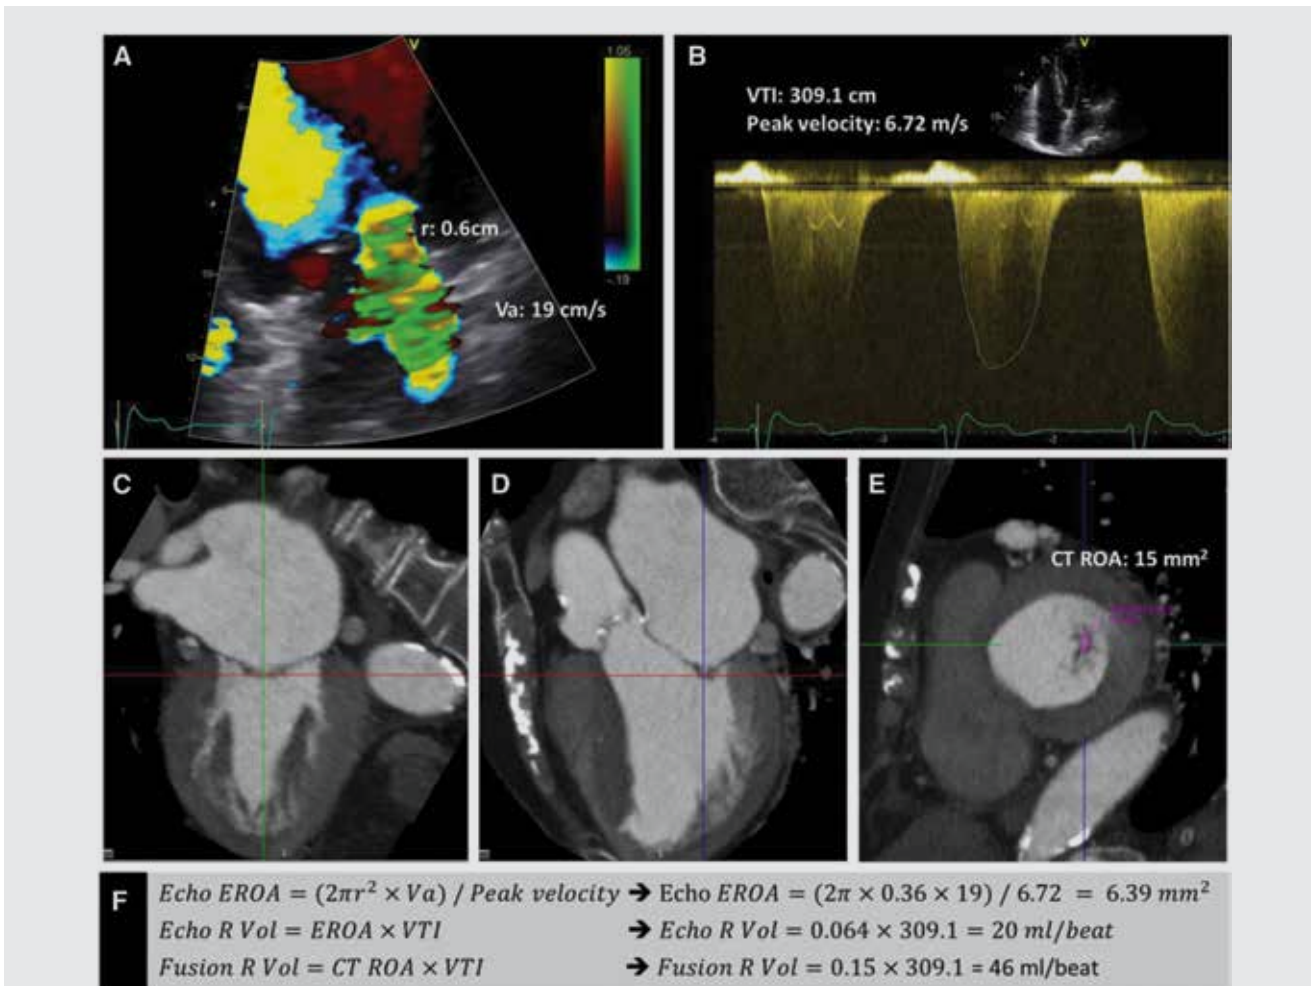 A
V
1.05
r: 0.6cm
Va: 19 cm/s
-.19
B
V
VTI: 309.1 cm
Peak velocity: 6.72 m/s
C
D
E
CT ROA: 15 mm²
F
Echo EROA = (2πr² × Va) / Peak velocity ➔ Echo EROA = (2π × 0.36 × 19) / 6.72 = 6.39 mm²
Echo R Vol = EROA × VTI ➔ Echo R Vol = 0.064 × 309.1 = 20 ml/beat
Fusion R Vol = CT ROA × VTI ➔ Fusion R Vol = 0.15 × 309.1 = 46 ml/beat